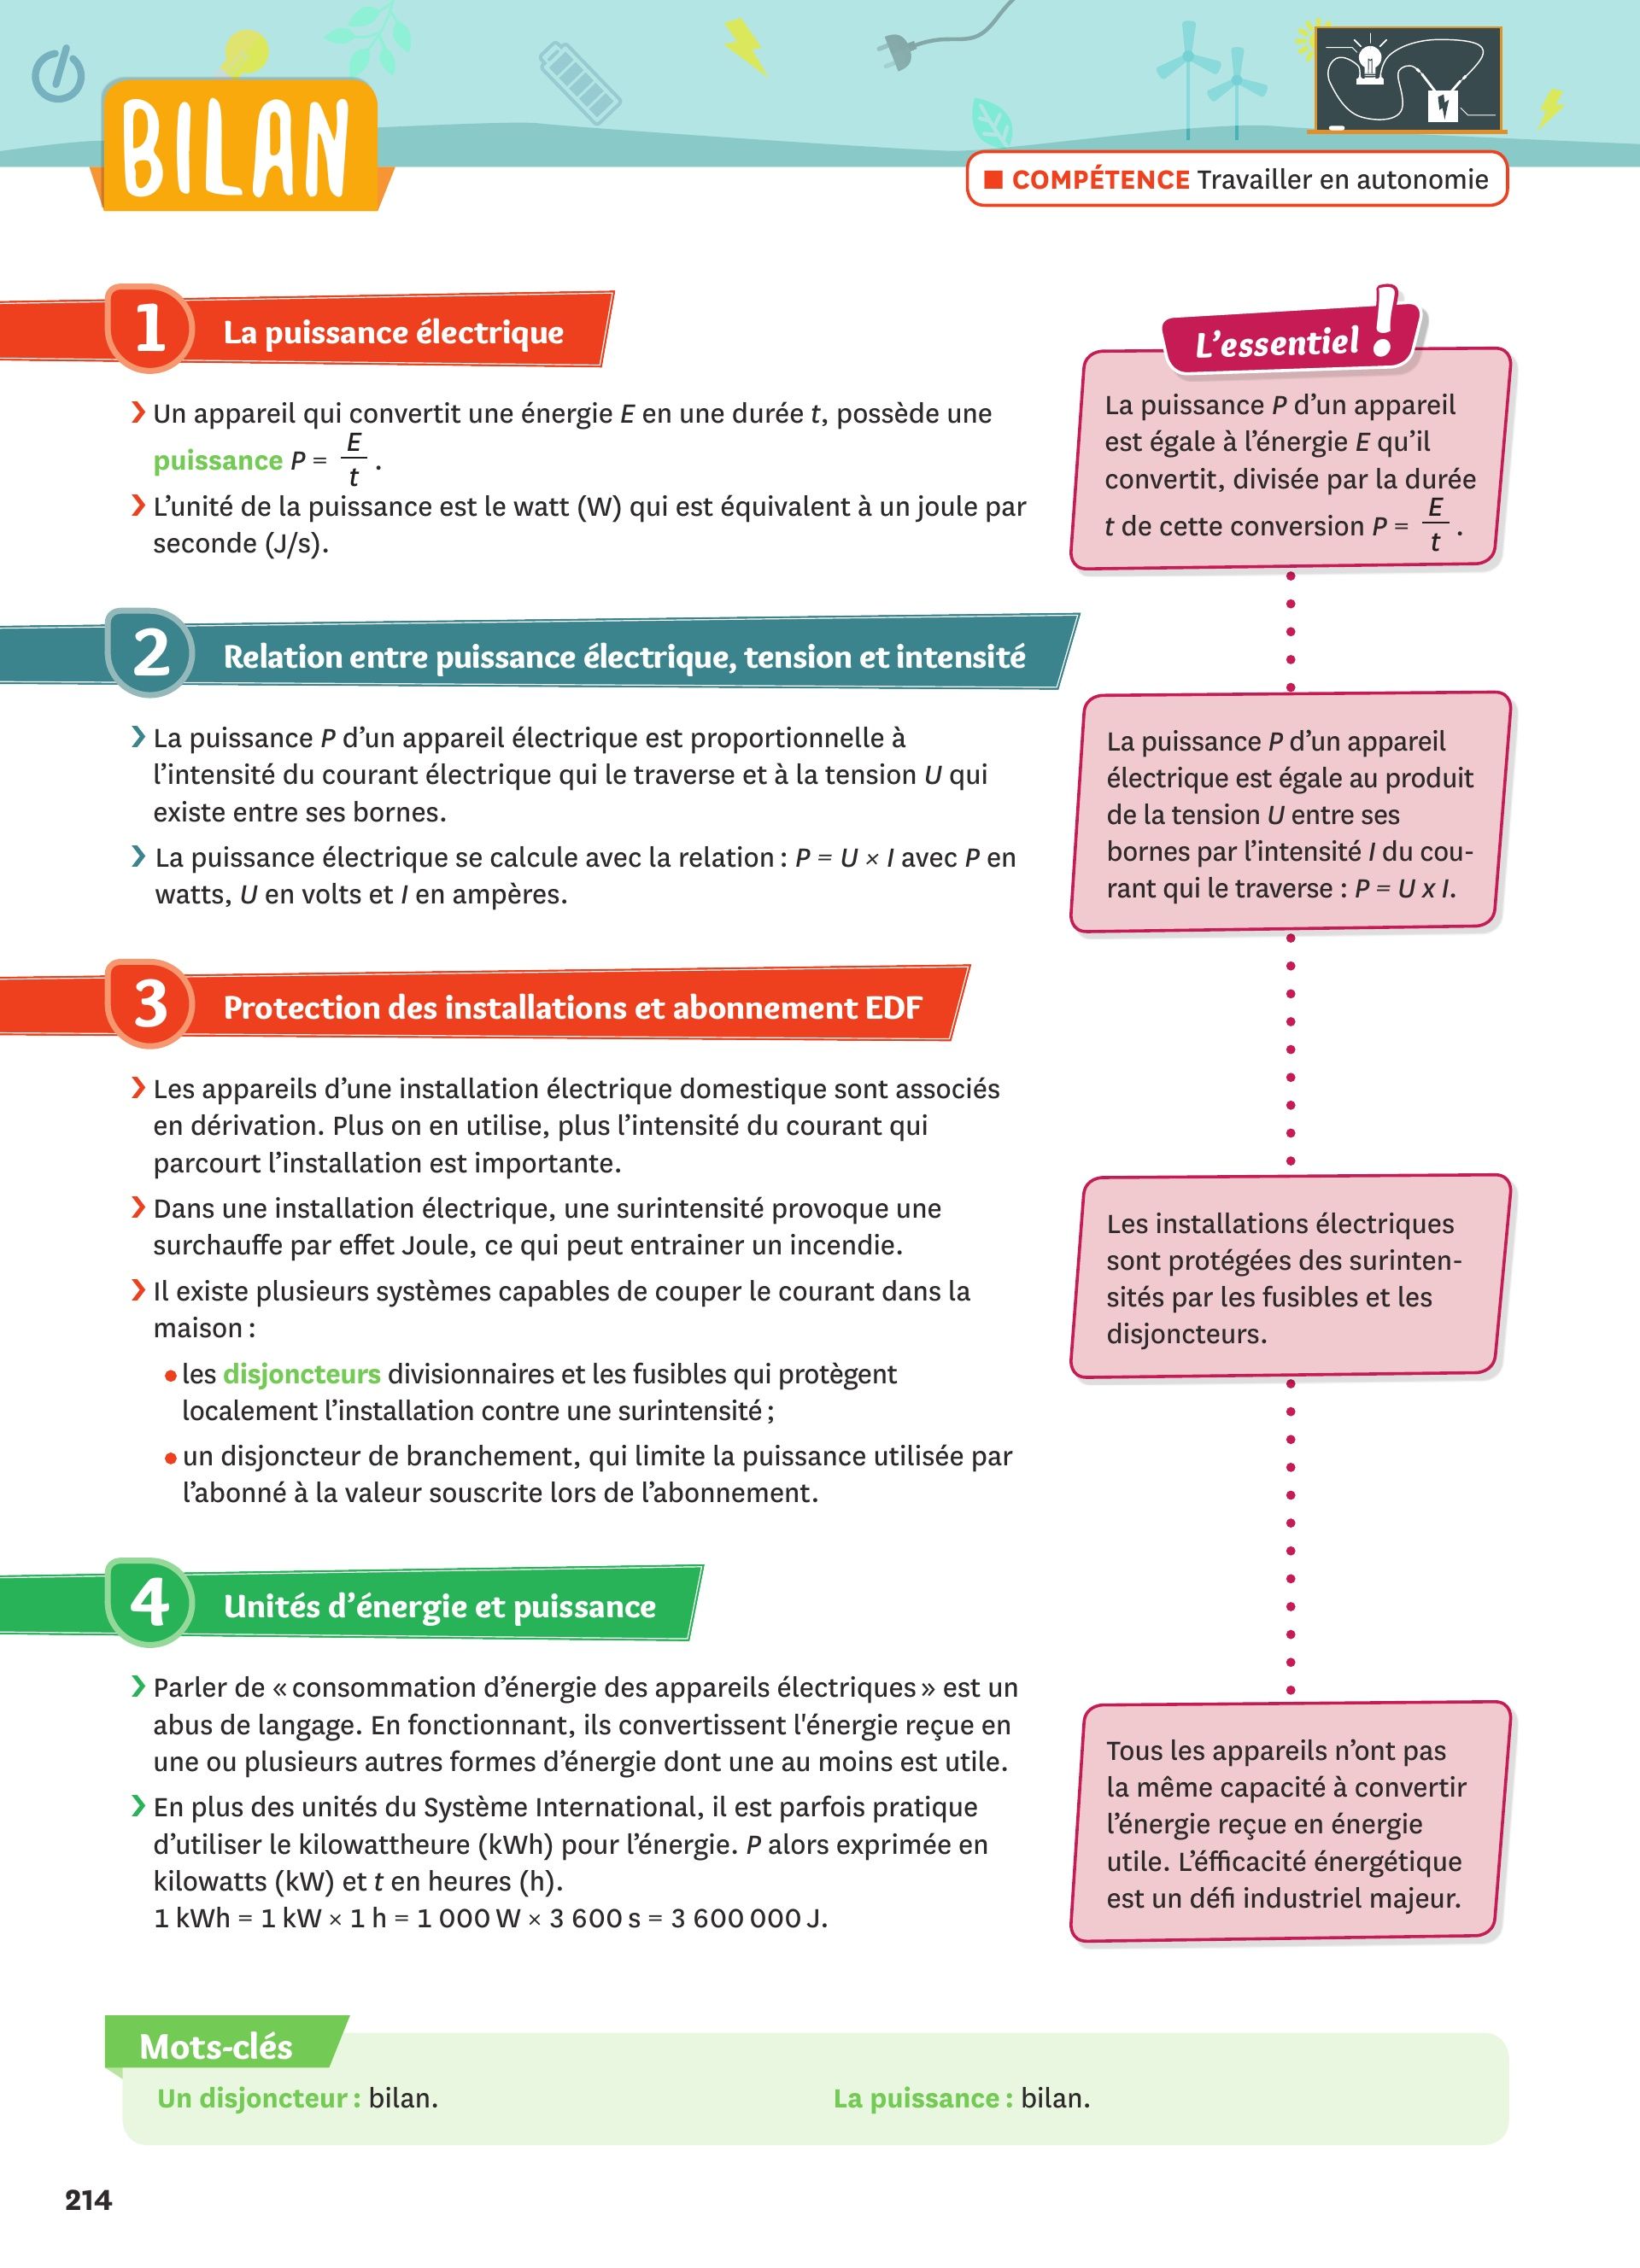 BILAN
■ COMPÉTENCE Travailler en autonomie
1 La puissance électrique
› Un appareil qui convertit une énergie E en une durée t, possède une
puissance P = E/t.
› L’unité de la puissance est le watt (W) qui est équivalent à un joule par
seconde (J/s).
L’essentiel !
La puissance P d’un appareil
est égale à l’énergie E qu’il
convertit, divisée par la durée
t de cette conversion P = E/t.
2 Relation entre puissance électrique, tension et intensité
› La puissance P d’un appareil électrique est proportionnelle à
l’intensité du courant électrique qui le traverse et à la tension U qui
existe entre ses bornes.
› La puissance électrique se calcule avec la relation : P = U × I avec P en
watts, U en volts et I en ampères.
La puissance P d’un appareil
électrique est égale au produit
de la tension U entre ses
bornes par l’intensité I du cou-
rant qui le traverse : P = U x I.
3 Protection des installations et abonnement EDF
› Les appareils d’une installation électrique domestique sont associés
en dérivation. Plus on en utilise, plus l’intensité du courant qui
parcourt l’installation est importante.
› Dans une installation électrique, une surintensité provoque une
surchauffe par effet Joule, ce qui peut entrainer un incendie.
› Il existe plusieurs systèmes capables de couper le courant dans la
maison :
• les disjoncteurs divisionnaires et les fusibles qui protègent
localement l’installation contre une surintensité ;
• un disjoncteur de branchement, qui limite la puissance utilisée par
l’abonné à la valeur souscrite lors de l’abonnement.
Les installations électriques
sont protégées des surinten-
sités par les fusibles et les
disjoncteurs.
4 Unités d’énergie et puissance
› Parler de « consommation d’énergie des appareils électriques » est un
abus de langage. En fonctionnant, ils convertissent l'énergie reçue en
une ou plusieurs autres formes d’énergie dont une au moins est utile.
› En plus des unités du Système International, il est parfois pratique
d’utiliser le kilowattheure (kWh) pour l’énergie. P alors exprimée en
kilowatts (kW) et t en heures (h).
1 kWh = 1 kW × 1 h = 1 000 W × 3 600 s = 3 600 000 J.
Tous les appareils n’ont pas
la même capacité à convertir
l’énergie reçue en énergie
utile. L’éfficacité énergétique
est un défi industriel majeur.
Mots-clés
Un disjoncteur : bilan.
La puissance : bilan.
214